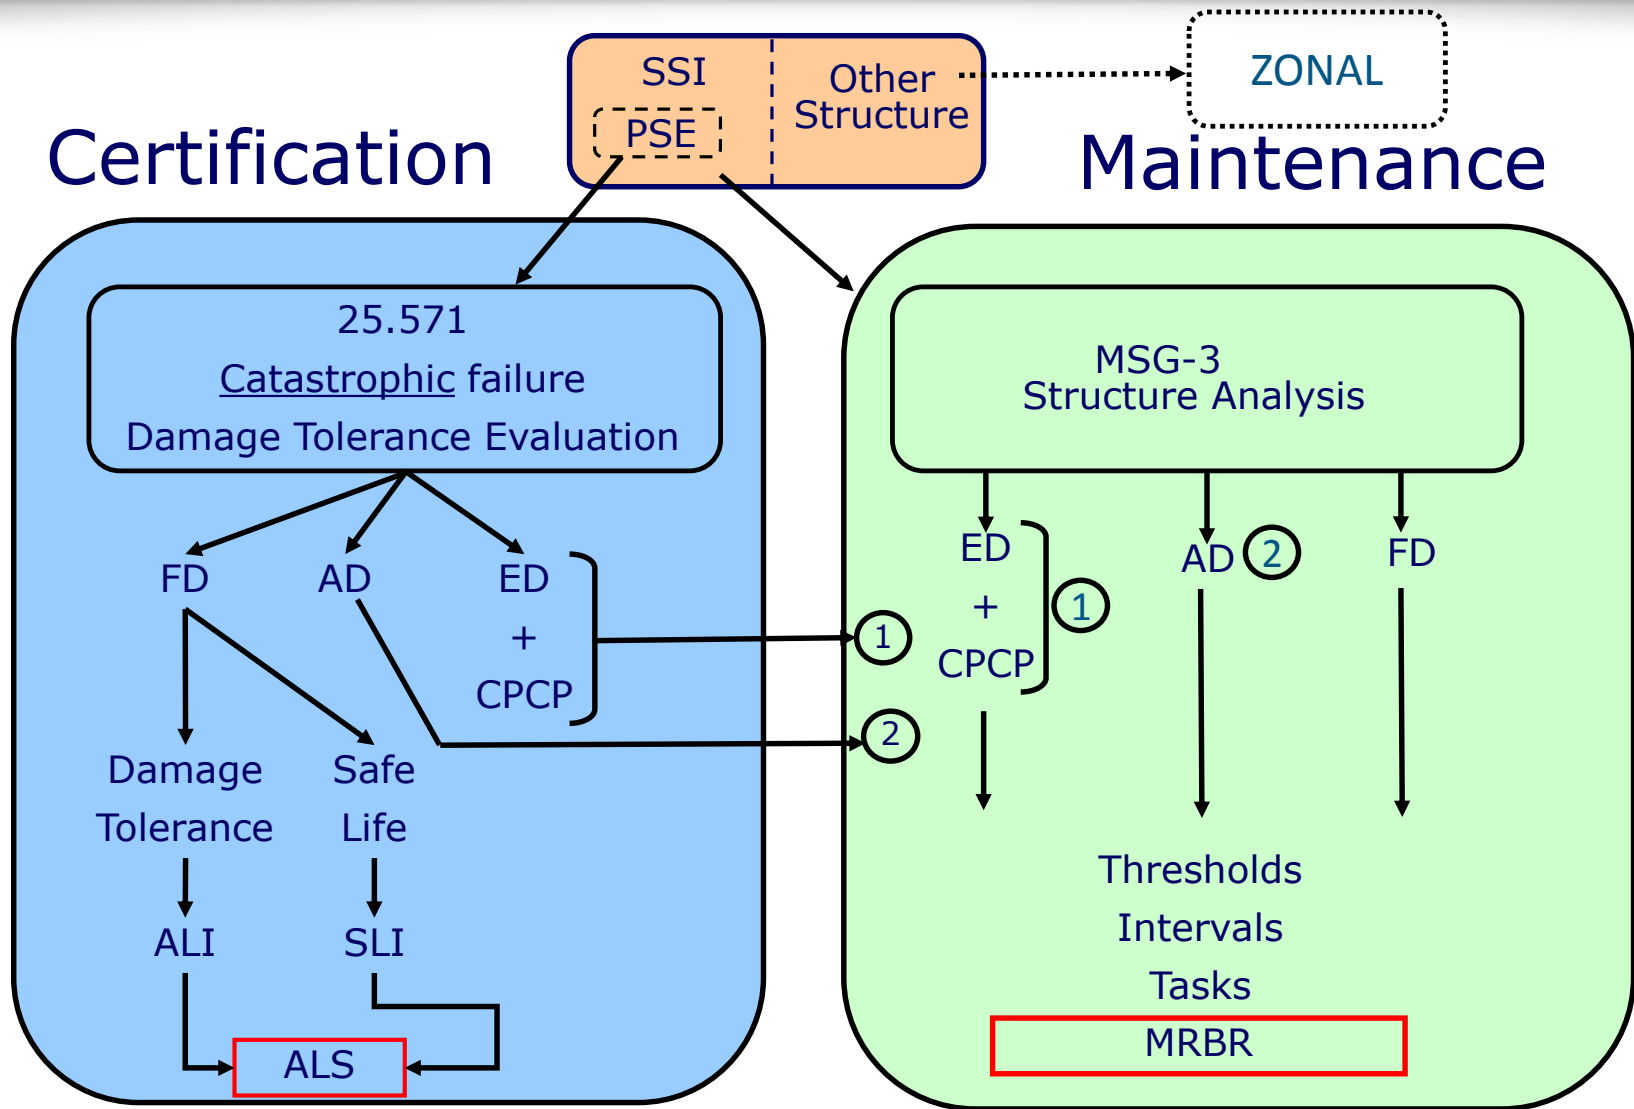 SSI
PSE
Other
Structure
ZONAL
Certification
Maintenance
25.571
Catastrophic failure
Damage Tolerance Evaluation
FD
AD
ED
+
CPCP
Damage
Tolerance
Safe
Life
ALI
SLI
ALS
1
2
MSG-3
Structure Analysis
ED
+
CPCP
1
AD
2
FD
Thresholds
Intervals
Tasks
MRBR